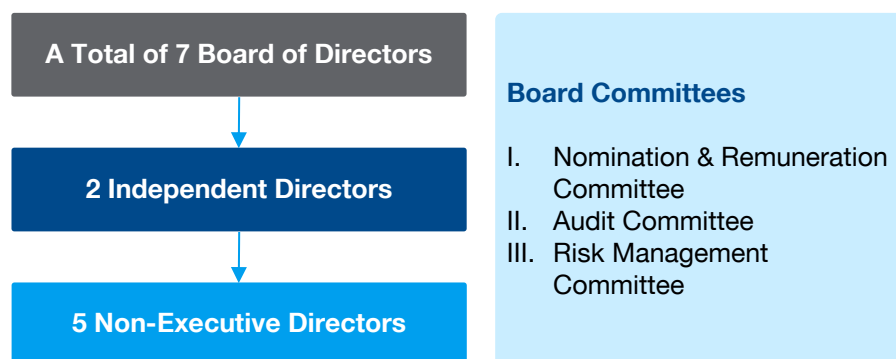 A Total of 7 Board of Directors
2 Independent Directors
5 Non-Executive Directors
Board Committees
I. Nomination & Remuneration
Committee
II. Audit Committee
III. Risk Management
Committee